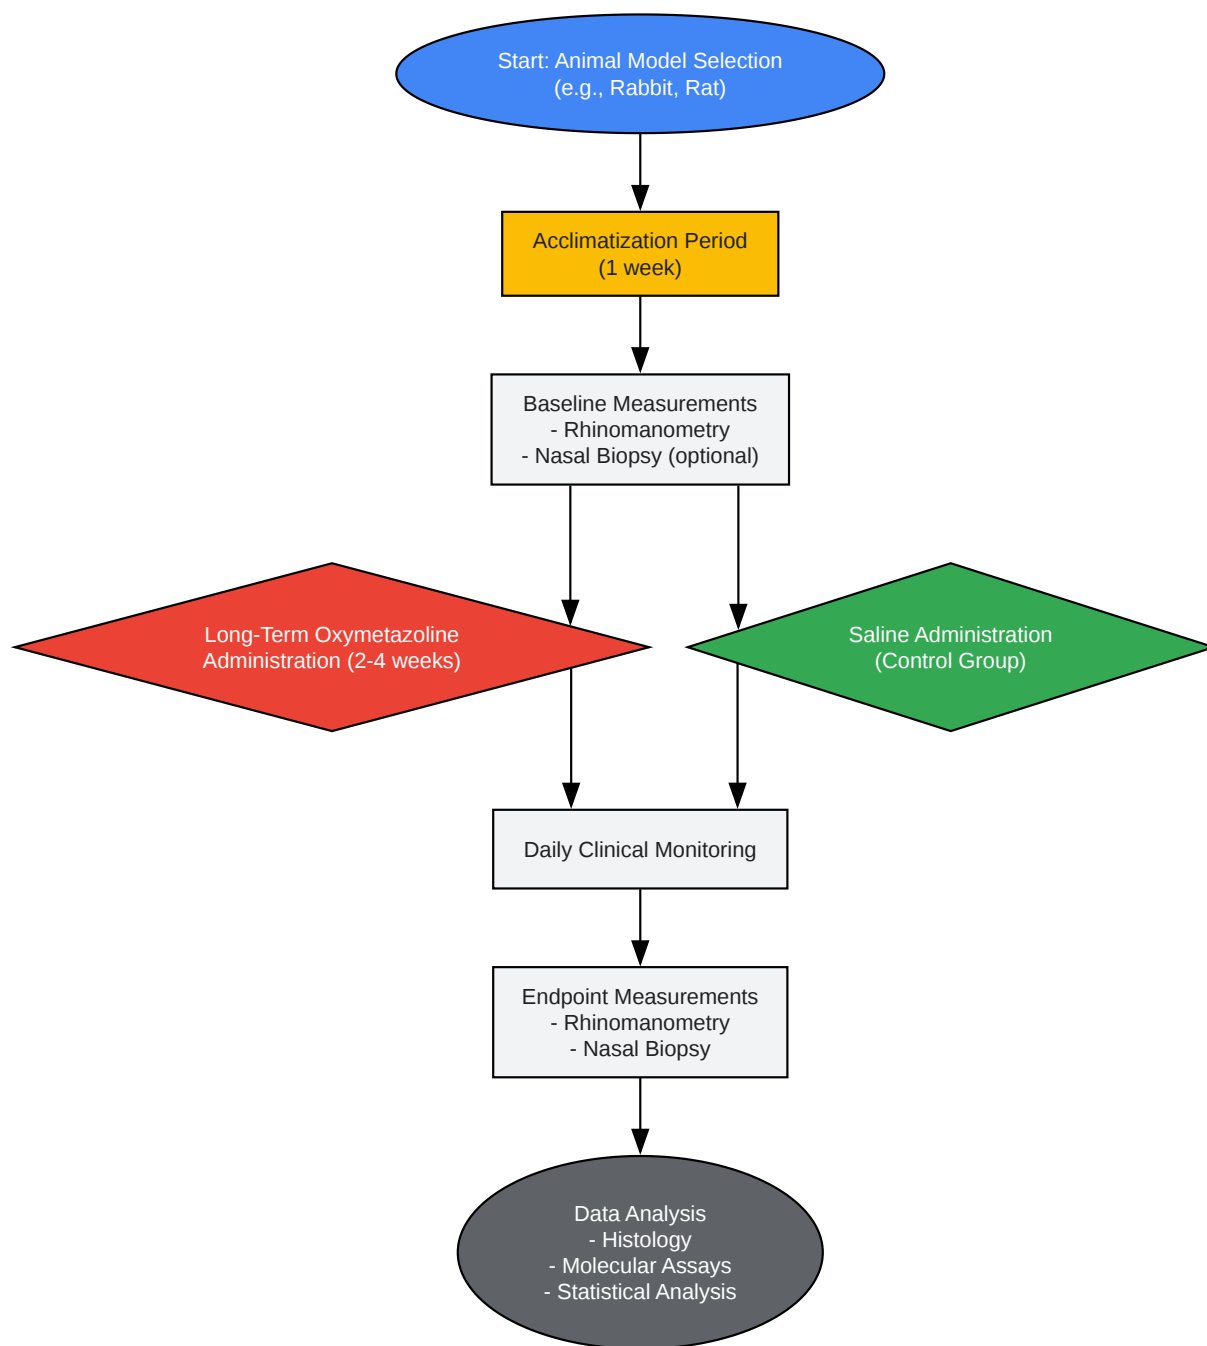 Start: Animal Model Selection
(e.g., Rabbit, Rat)
Acclimatization Period
(1 week)
Baseline Measurements
- Rhinomanometry
- Nasal Biopsy (optional)
Long-Term Oxymetazoline
Administration (2-4 weeks)
Saline Administration
(Control Group)
Daily Clinical Monitoring
Endpoint Measurements
- Rhinomanometry
- Nasal Biopsy
Data Analysis
- Histology
- Molecular Assays
- Statistical Analysis